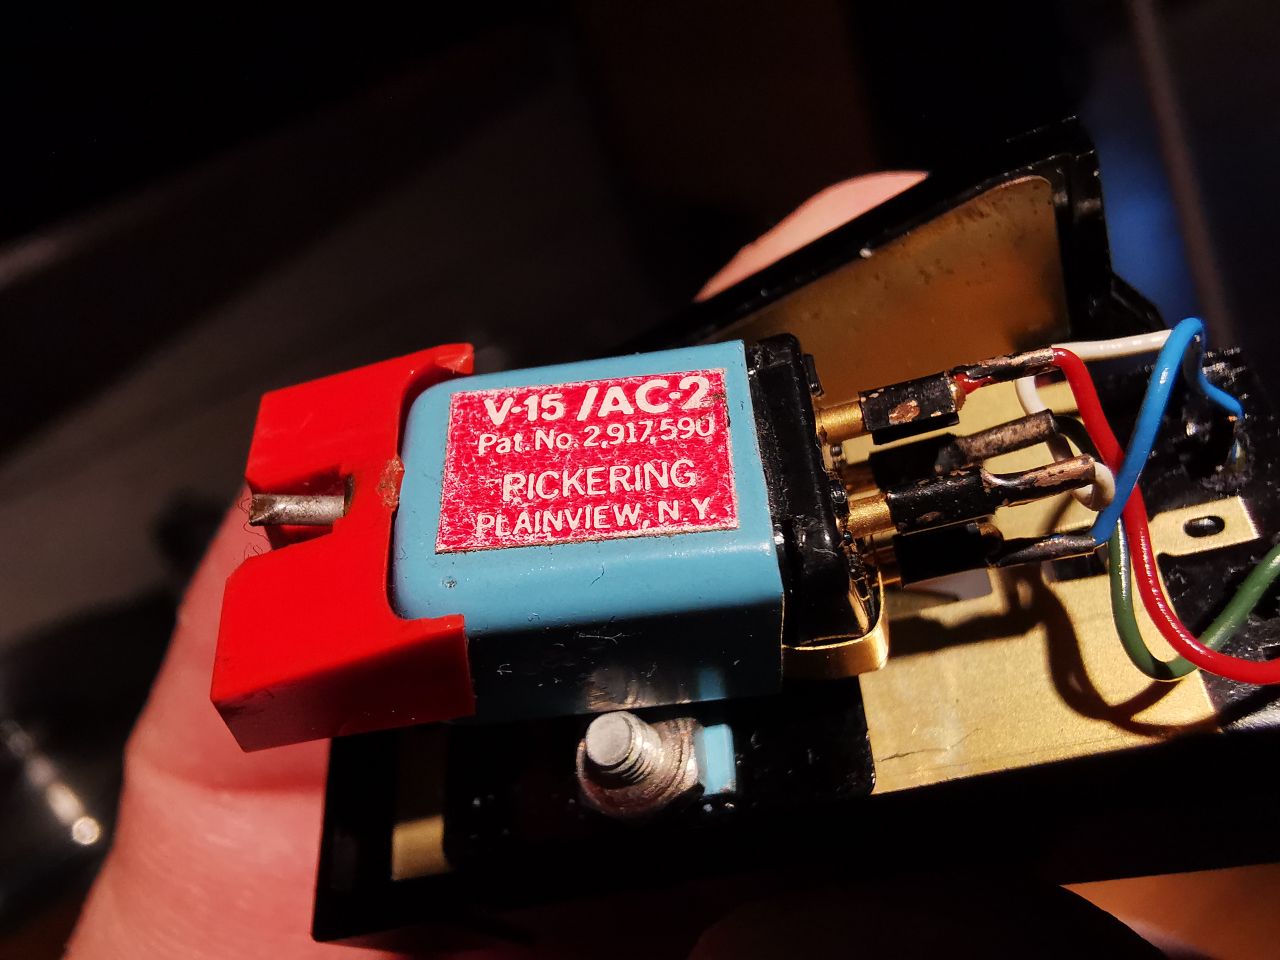 V-15 /AC-2
Pat. No. 2,917,590
PICKERING
PLAINVIEW, N.Y.